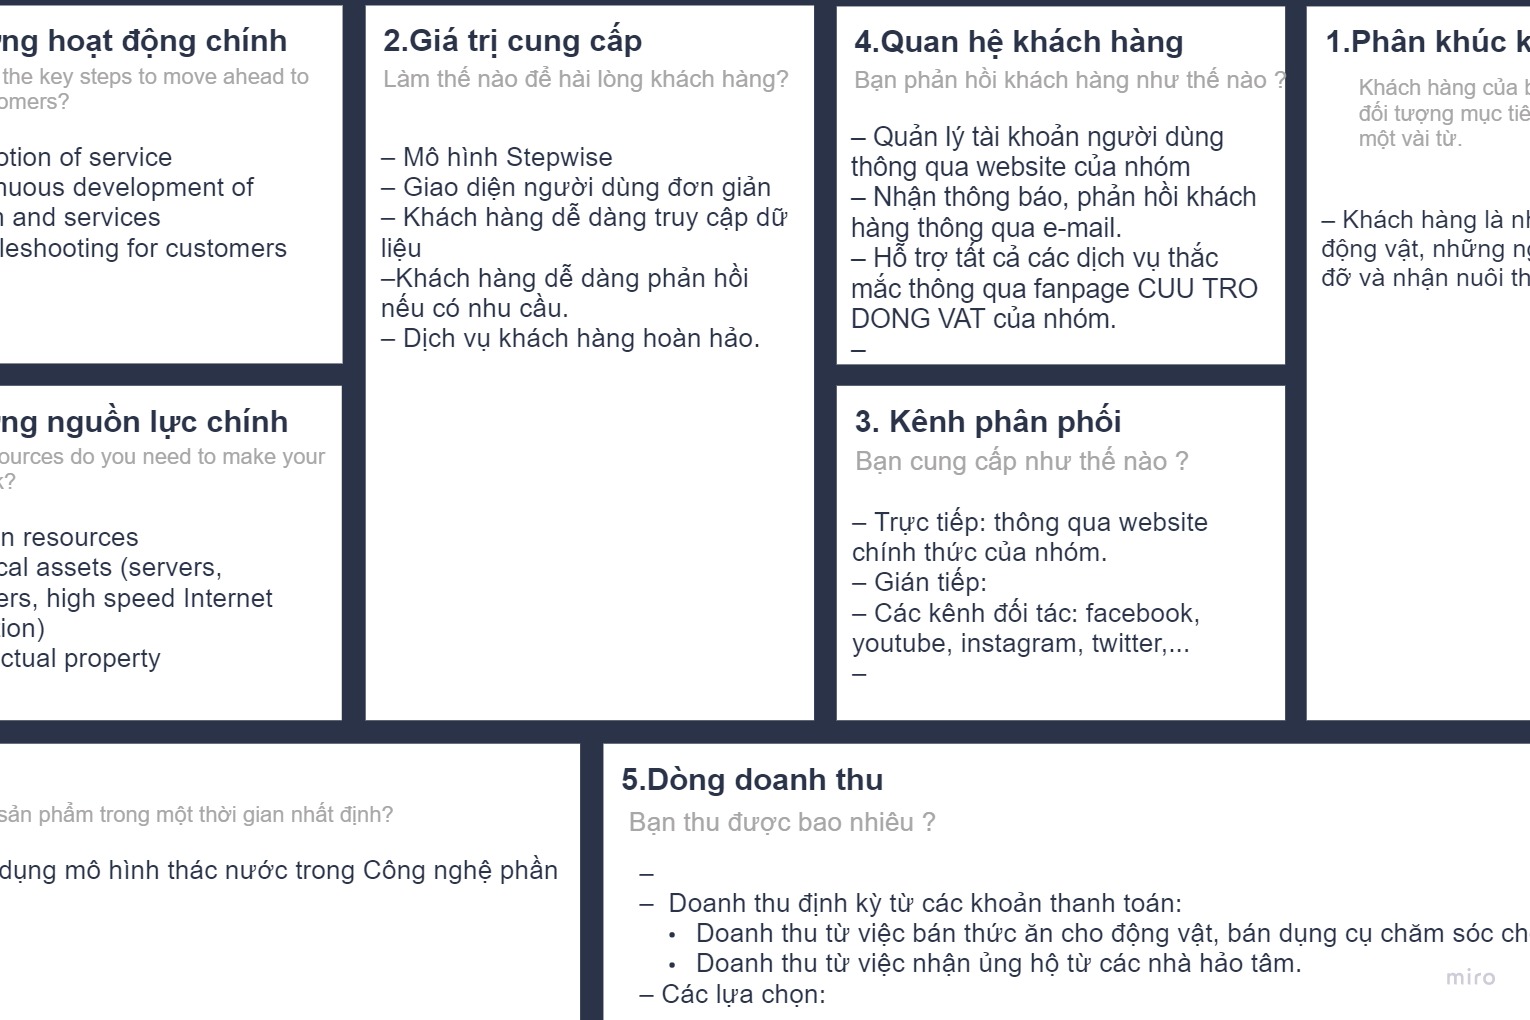 ng hoạt động chính
the key steps to move ahead to
omers?
otion of service
nuous development of
n and services
leshooting for customers
2.Giá trị cung cấp
Làm thế nào để hài lòng khách hàng?
– Mô hình Stepwise
– Giao diện người dùng đơn giản
– Khách hàng dễ dàng truy cập dữ
liệu
–Khách hàng dễ dàng phản hồi
nếu có nhu cầu.
– Dịch vụ khách hàng hoàn hảo.
4.Quan hệ khách hàng
Bạn phản hồi khách hàng như thế nào ?
– Quản lý tài khoản người dùng
thông qua website của nhóm
– Nhận thông báo, phản hồi khách
hàng thông qua e-mail.
– Hỗ trợ tất cả các dịch vụ thắc
mắc thông qua fanpage CUU TRO
DONG VAT của nhóm.
–
1.Phân khúc k
Khách hàng của b
đối tượng mục tiê
một vài từ.
– Khách hàng là nh
động vật, những ng
đỡ và nhận nuôi th
ng nguồn lực chính
ources do you need to make your
k?
n resources
cal assets (servers,
ers, high speed Internet
tion)
ctual property
3. Kênh phân phối
Bạn cung cấp như thế nào ?
– Trực tiếp: thông qua website
chính thức của nhóm.
– Gián tiếp:
– Các kênh đối tác: facebook,
youtube, instagram, twitter,...
–
sản phẩm trong một thời gian nhất định?
dụng mô hình thác nước trong Công nghệ phần
5.Dòng doanh thu
Bạn thu được bao nhiêu ?
–
– Doanh thu định kỳ từ các khoản thanh toán:
• Doanh thu từ việc bán thức ăn cho động vật, bán dụng cụ chăm sóc ch
• Doanh thu từ việc nhận ủng hộ từ các nhà hảo tâm.
– Các lựa chọn:
miro